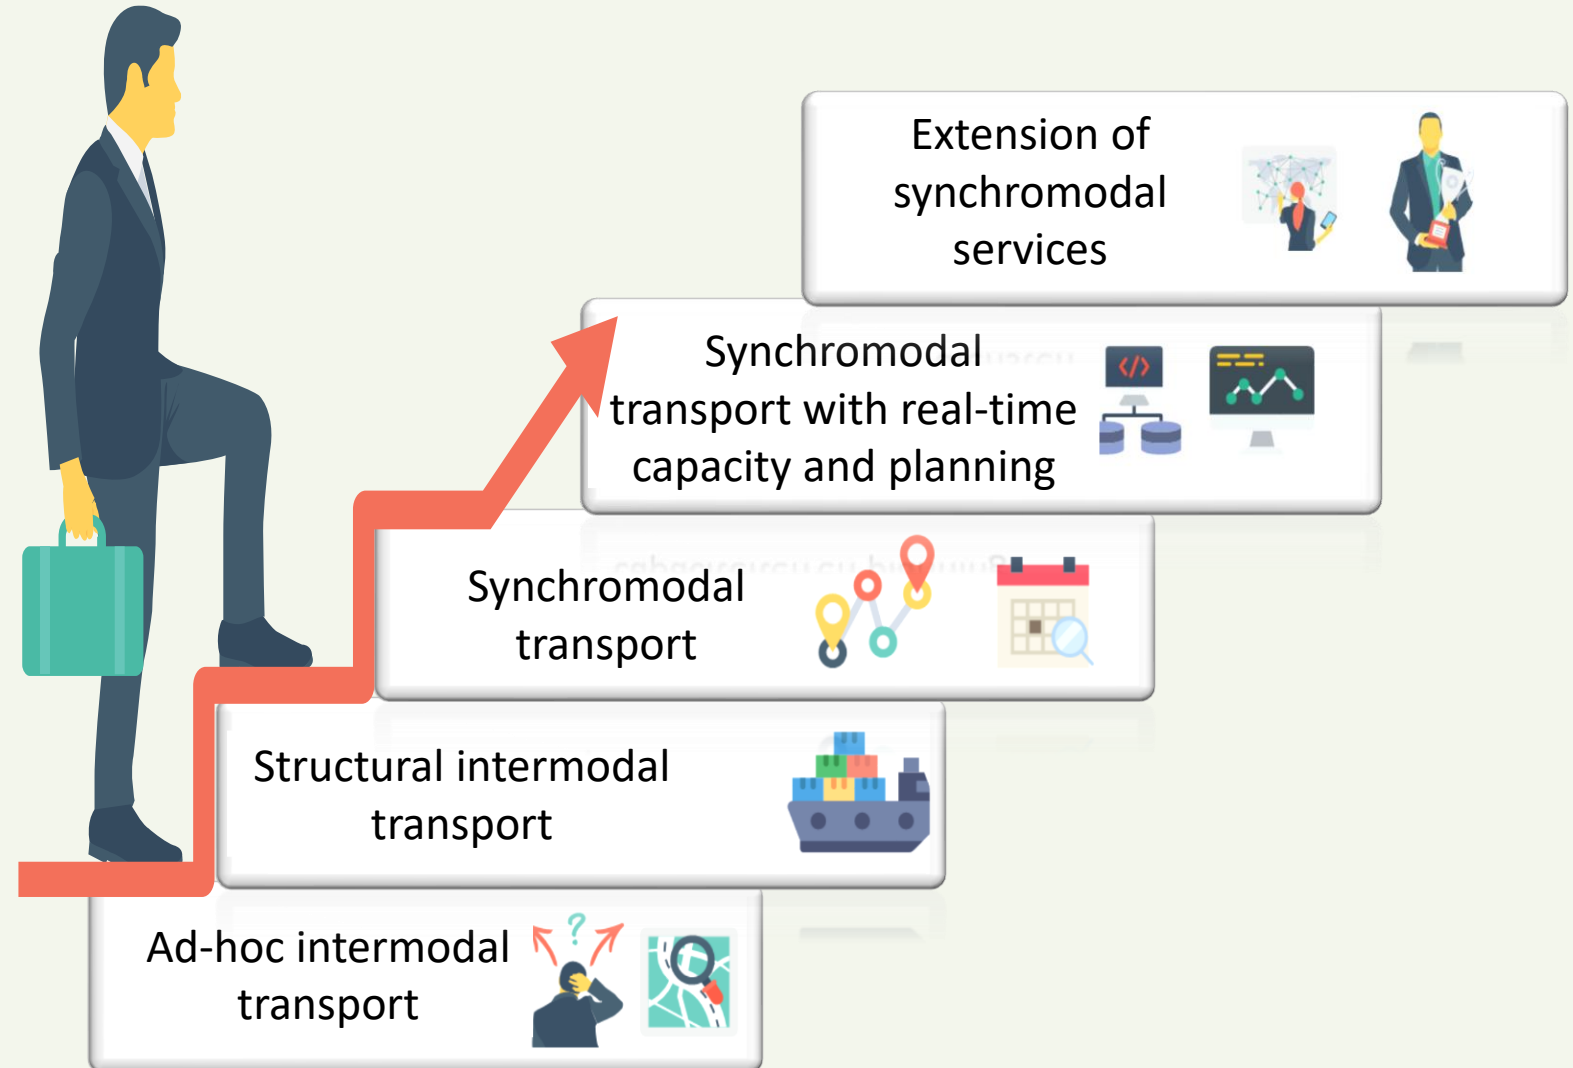 Extension of
synchromodal
services
Synchromodal
transport with real-time
capacity and planning
</>
Synchromodal
transport
Structural intermodal
transport
Ad-hoc intermodal
transport
?